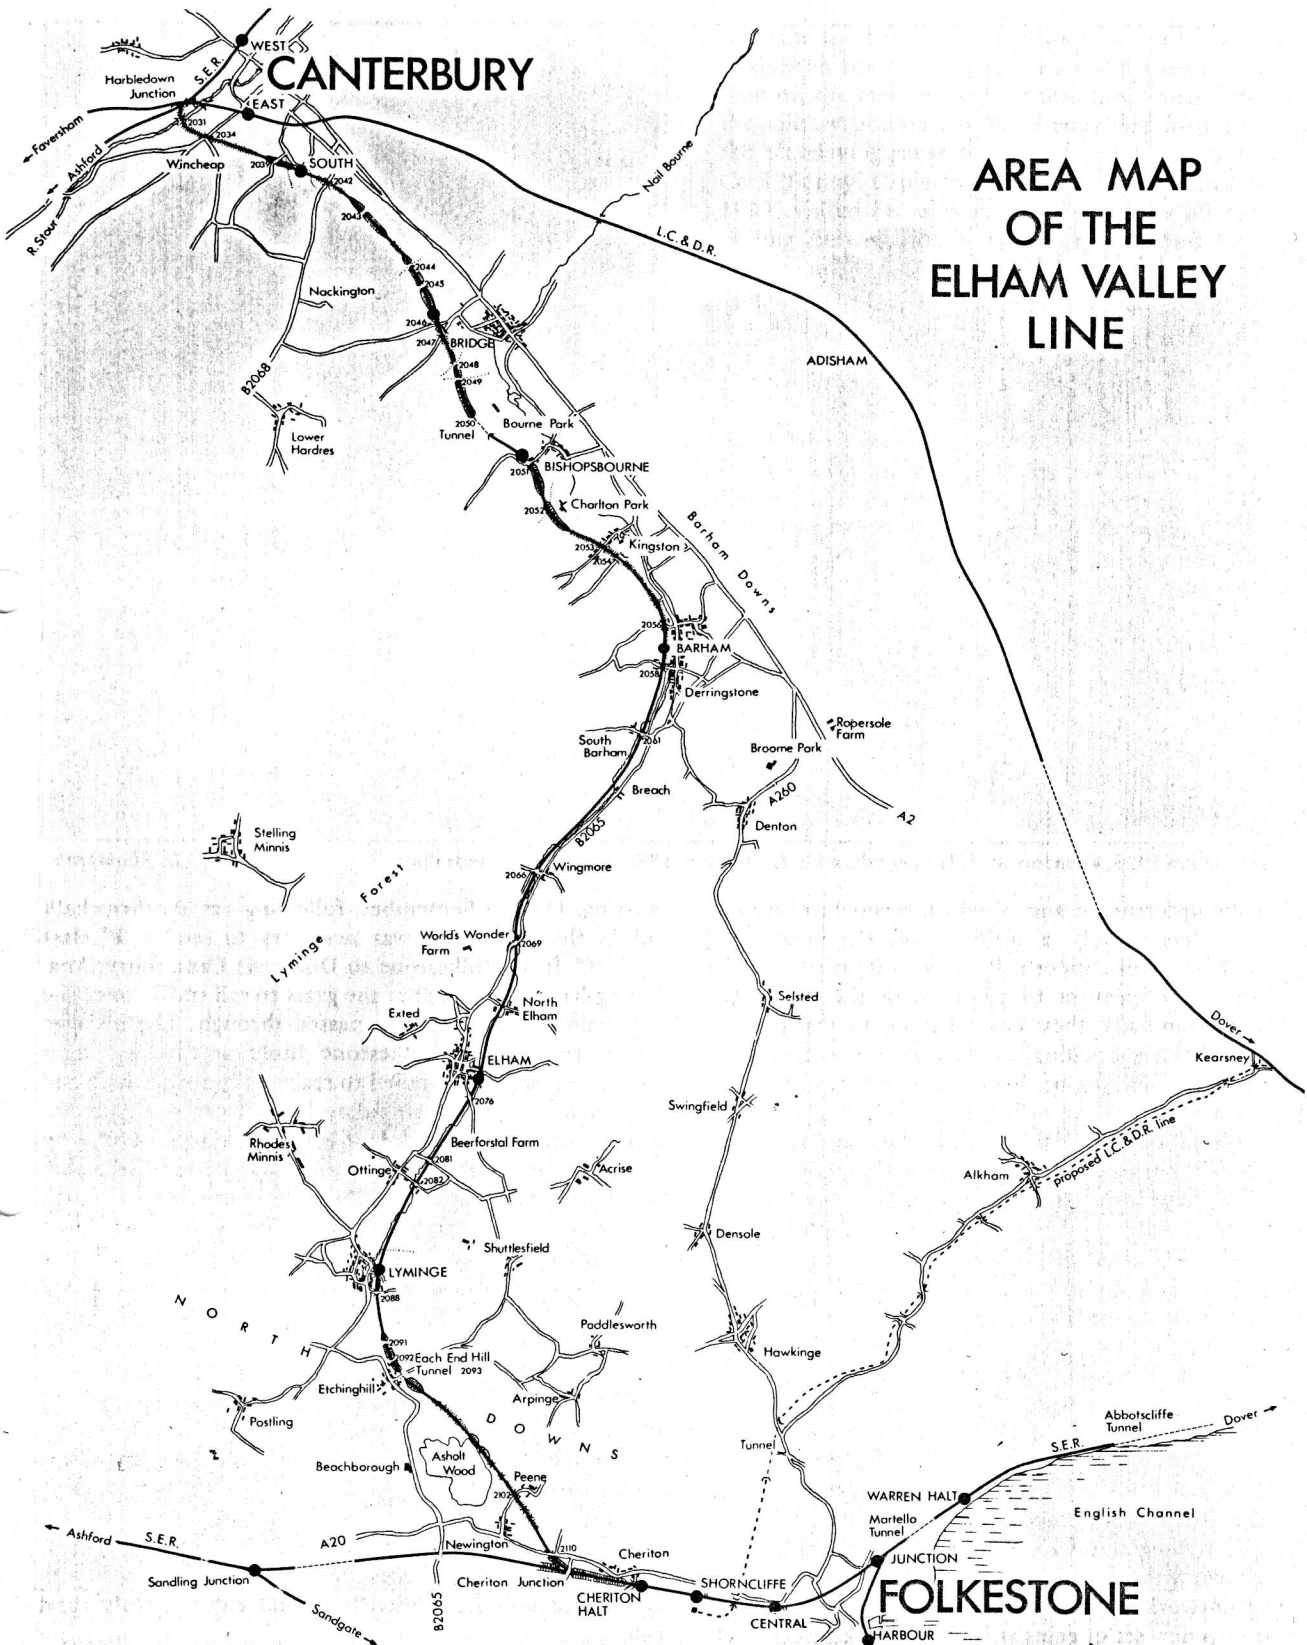 WEST
CANTERBURY
S.E.R.
Harbledown
Junction
EAST
← Faversham
2031
2034
← Ashford
Wincheap
2039
SOUTH
2042
R. Stour
2043
Nail Bourne
AREA MAP
OF THE
ELHAM VALLEY
LINE
L.C.& D.R.
2044
2045
Nackington
2046
2047
BRIDGE
2048
2049
B2068
ADISHAM
Lower
Hardres
2050
Tunnel
Bourne Park
2051
BISHOPSBOURNE
2052
Charlton Park
Barham Downs
2053
2054
Kingston
2056
BARHAM
2058
Derringstone
South
Barham
2061
Ropersole
Farm
Broome Park
Breach
A260
A2
Denton
B2065
Stelling
Minnis
Lyminge Forest
2066
Wingmore
World's Wonder
Farm
2069
Selsted
North
Elham
Exted
ELHAM
Dover →
Kearsney
2076
Swingfield
Rhodes
Minnis
Beerforstal Farm
2081
Ottinge
2082
Acrise
Alkham
proposed L.C.& D.R. line
Densole
Shuttlesfield
LYMINGE
2088
NORTH
Paddlesworth
2091
2092
Each End Hill
Tunnel 2093
Hawkinge
Etchinghill
Arpinge
Postling
DOWNS
Abbotscliffe
Tunnel
Dover →
S.E.R.
Tunnel
Asholt
Wood
Beachborough
Peene
2102
WARREN HALT
English Channel
Martello
Tunnel
← Ashford
S.E.R.
A20
Newington
2110
Cheriton
JUNCTION
Sandling Junction
Cheriton Junction
SHORNCLIFFE
FOLKESTONE
CHERITON
HALT
CENTRAL
B2065
Sandgate
HARBOUR